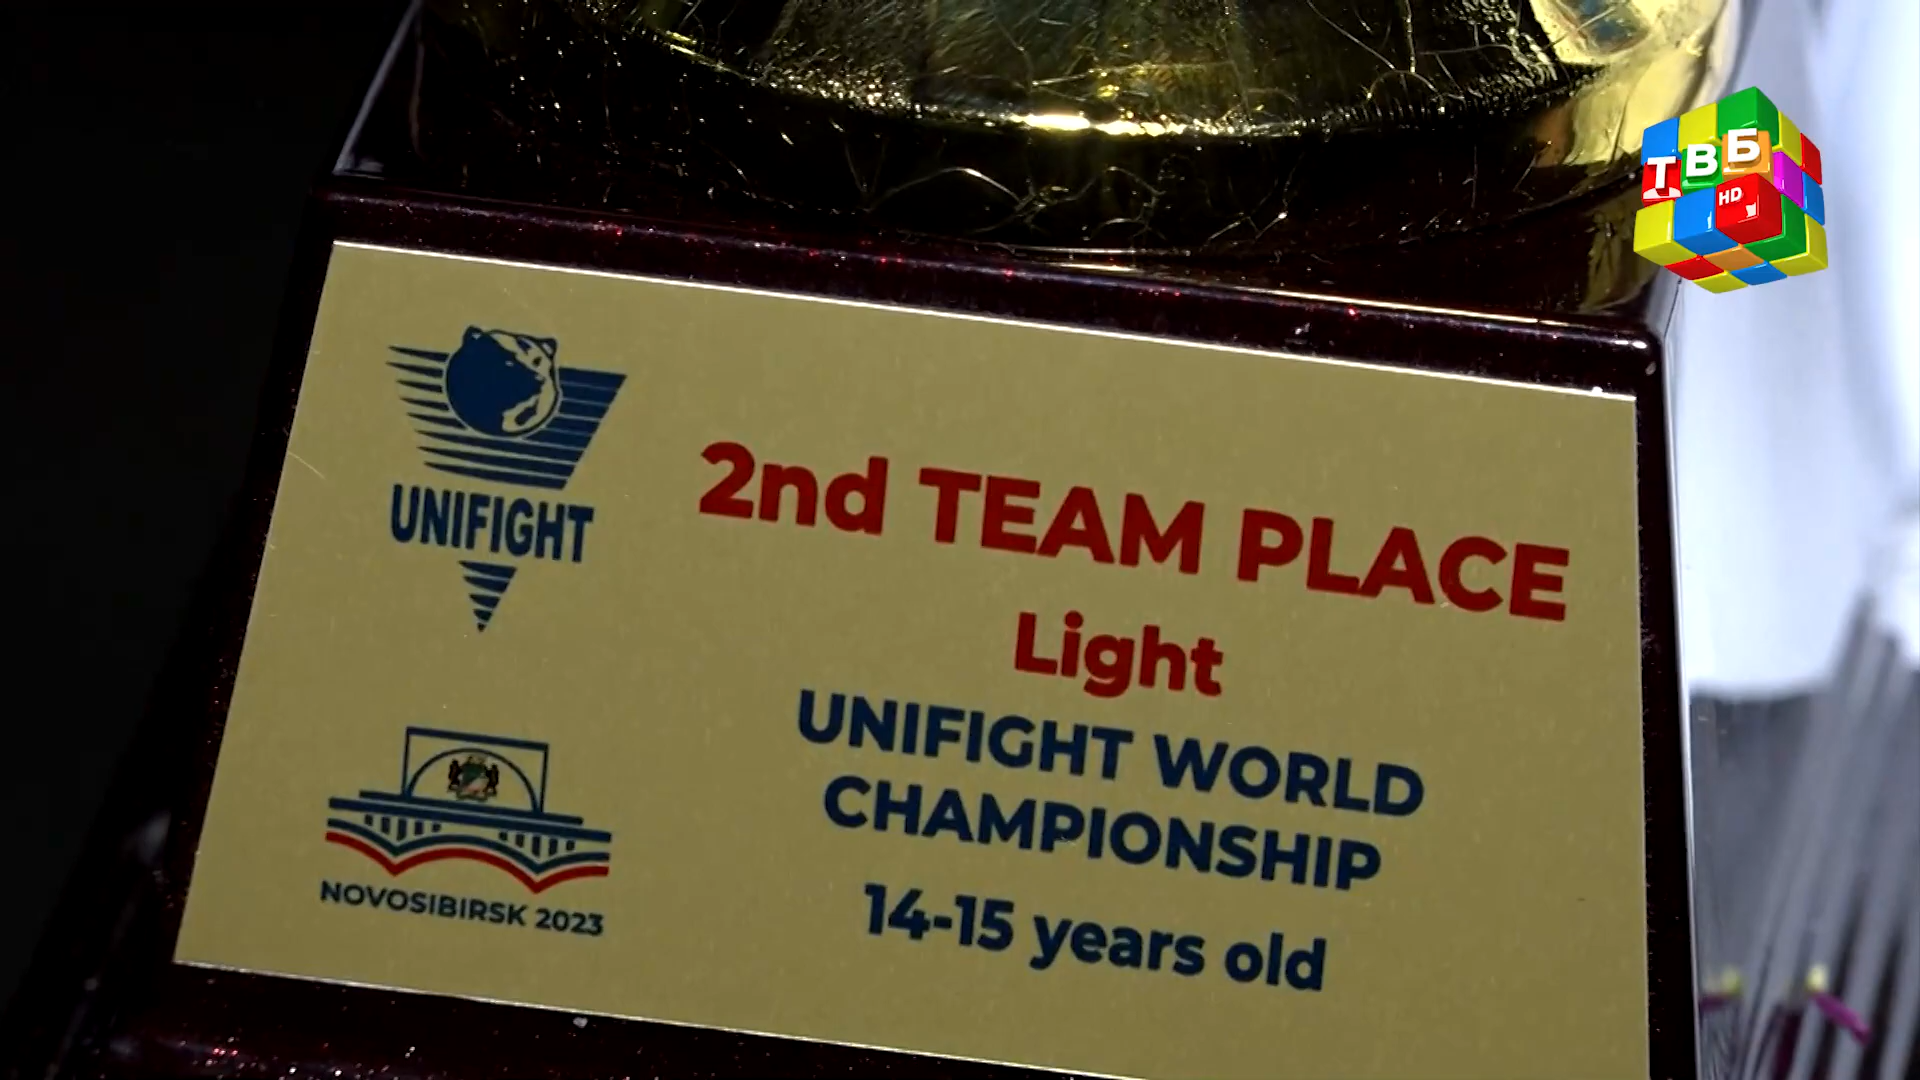 ТВБ
HD
UNIFIGHT
2nd TEAM PLACE
Light
UNIFIGHT WORLD
CHAMPIONSHIP
14-15 years old
NOVOSIBIRSK 2023